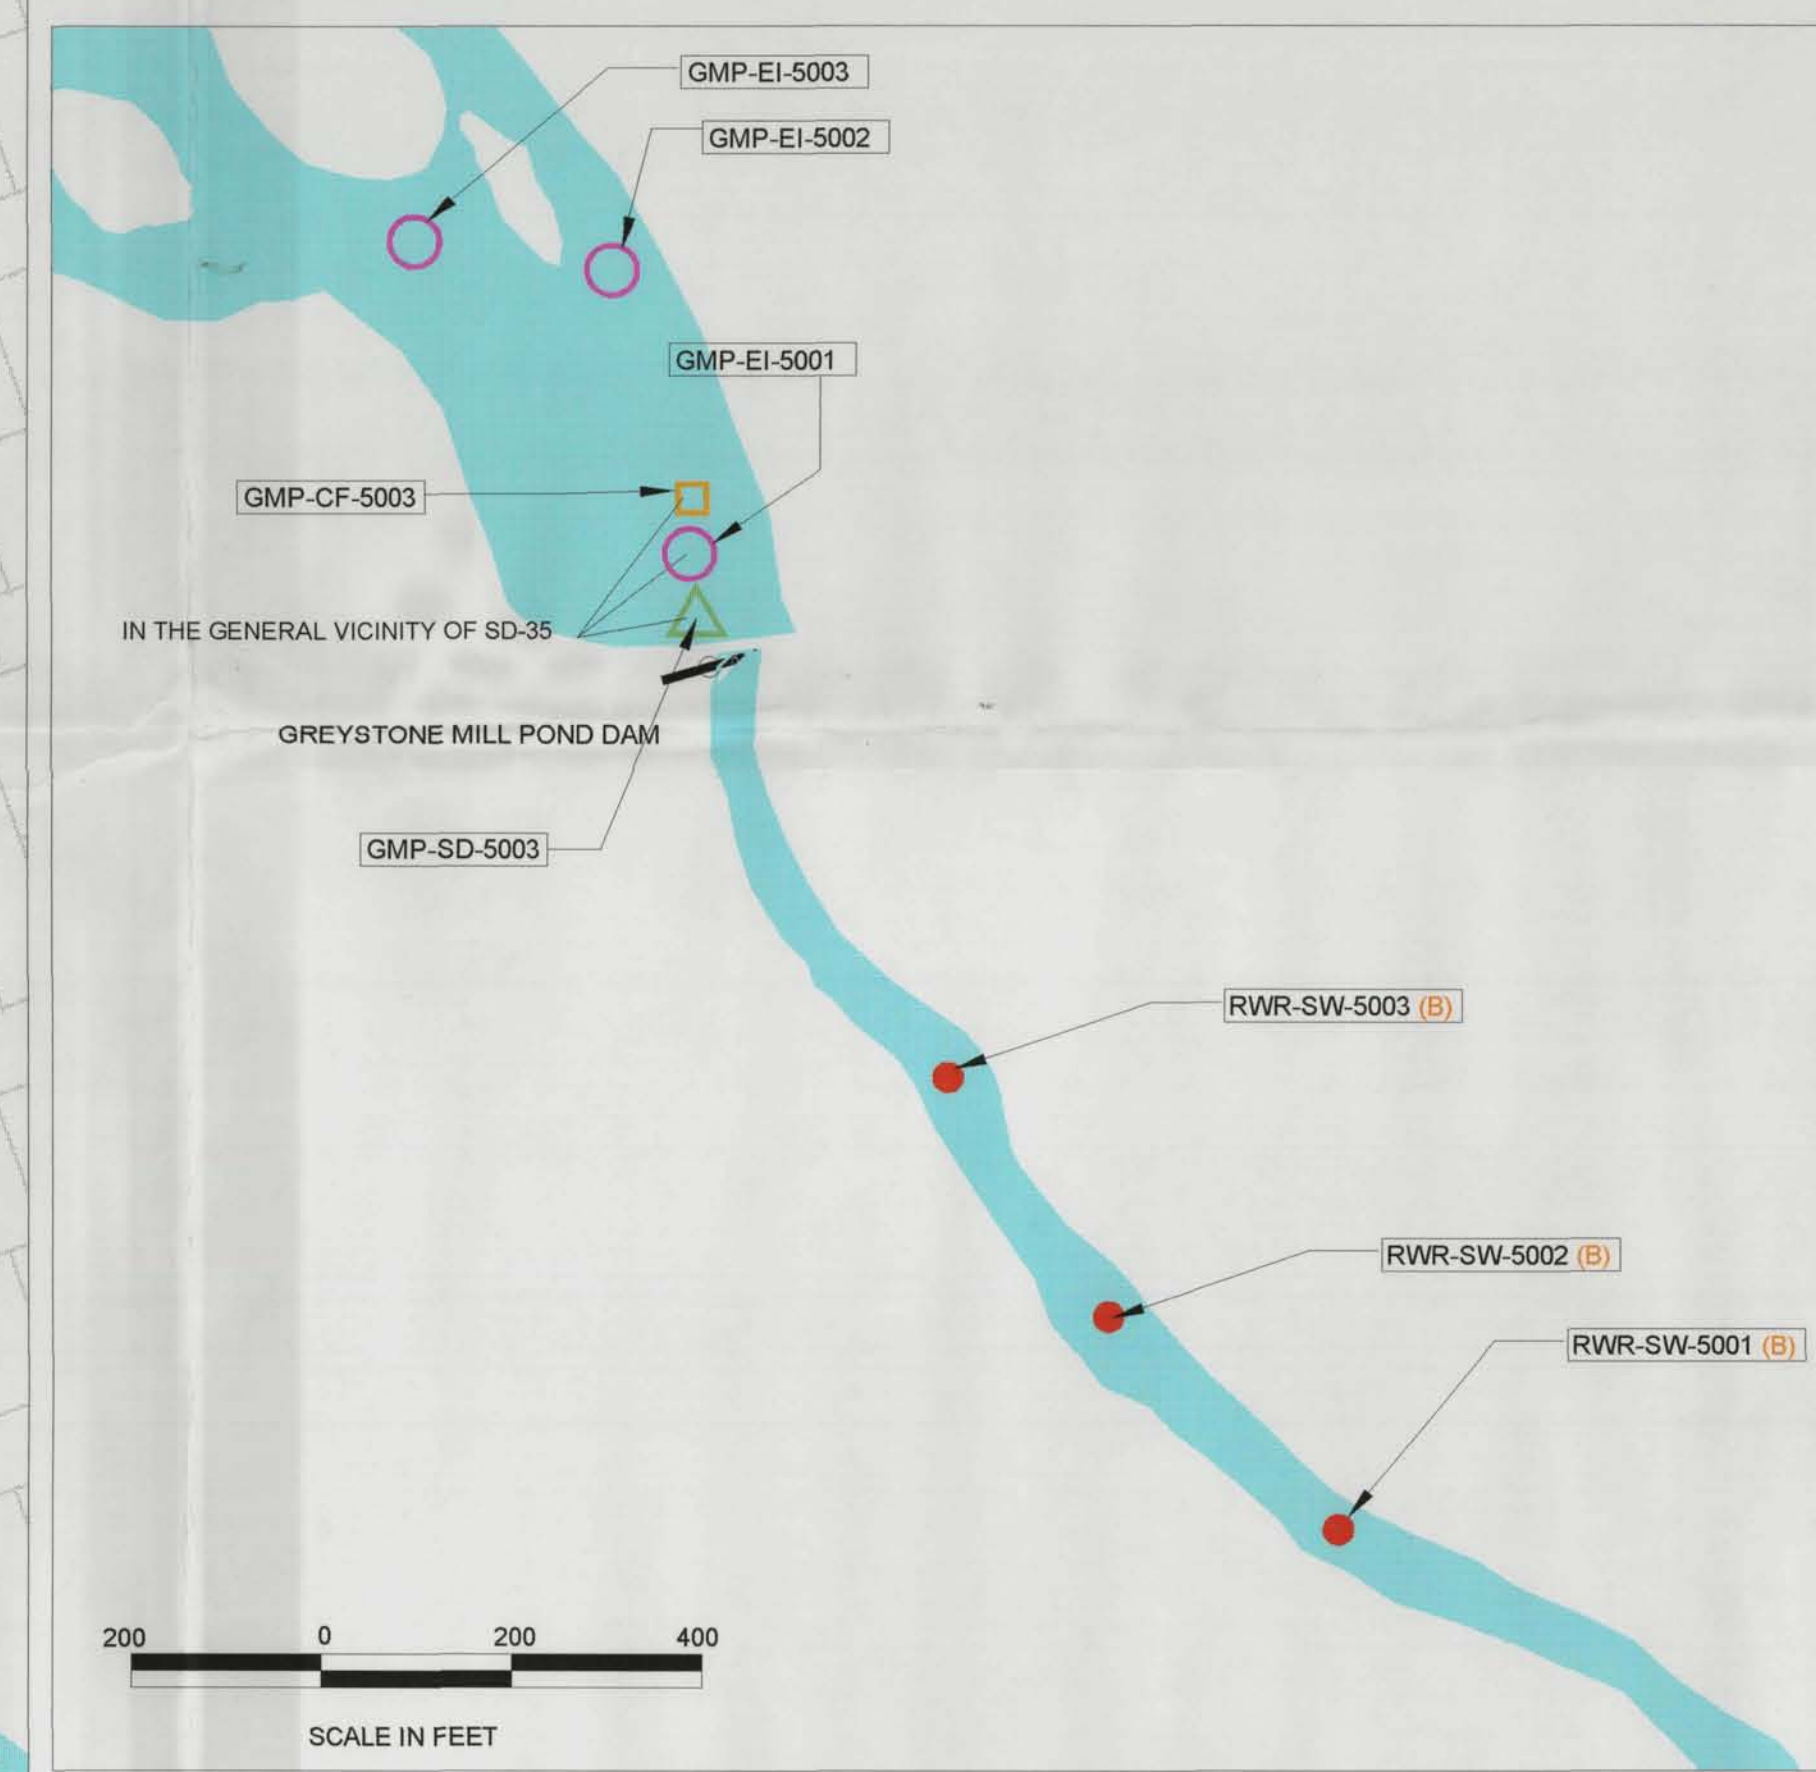 GMP-EI-5003
GMP-EI-5002
GMP-EI-5001
GMP-CF-5003
IN THE GENERAL VICINITY OF SD-35
GREYSTONE MILL POND DAM
GMP-SD-5003
RWR-SW-5003 (B)
RWR-SW-5002 (B)
RWR-SW-5001 (B)
200 0 200 400
SCALE IN FEET